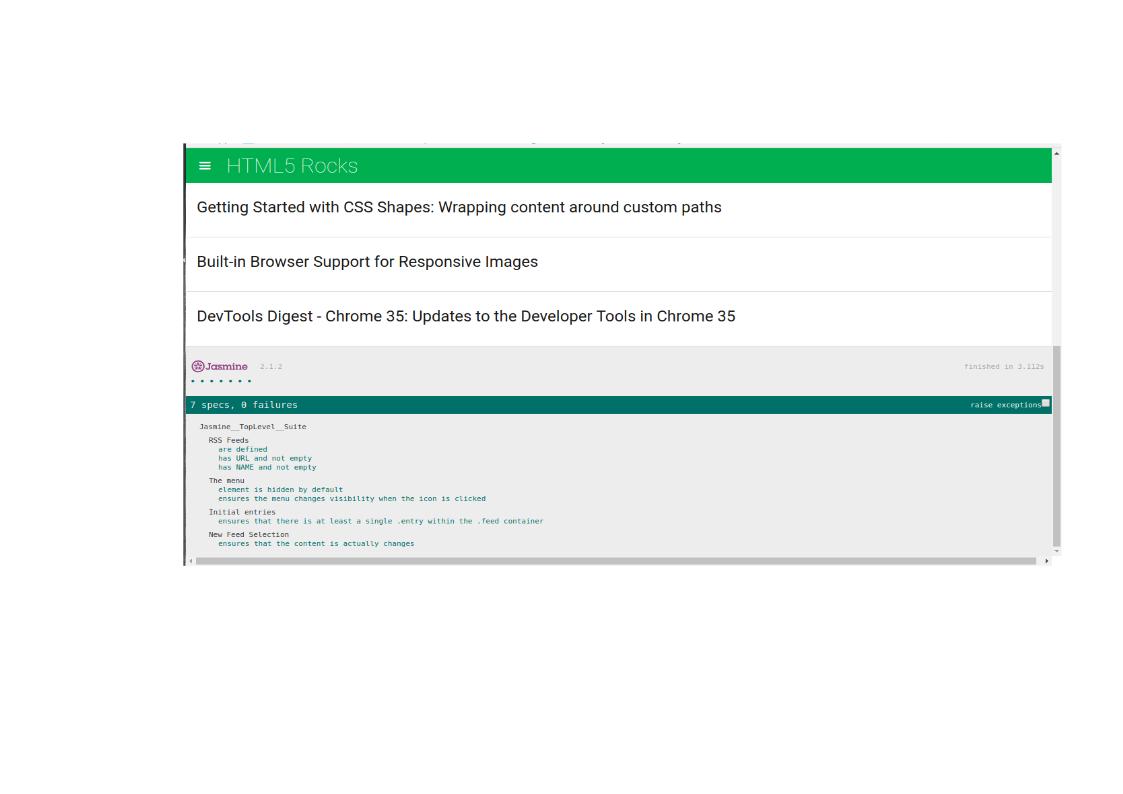 HTML5 Rocks
Getting Started with CSS Shapes: Wrapping content around custom paths
Built-in Browser Support for Responsive Images
DevTools Digest - Chrome 35: Updates to the Developer Tools in Chrome 35
Jasmine 2.1.2 finished in 3.112s
7 specs, 0 failures raise exceptions
Jasmine__TopLevel__Suite
RSS Feeds
are defined
has URL and not empty
has NAME and not empty
The menu
element is hidden by default
ensures the menu changes visibility when the icon is clicked
Initial entries
ensures that there is at least a single .entry within the .feed container
New Feed Selection
ensures that the content is actually changes